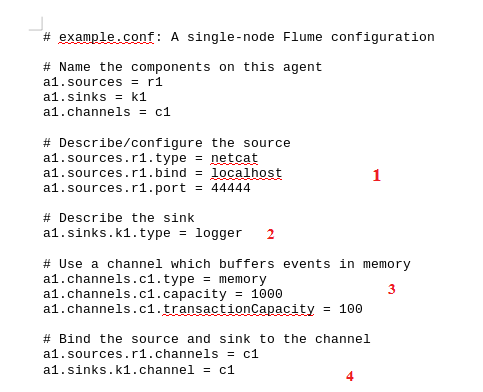 # example.conf: A single-node Flume configuration
# Name the components on this agent
a1.sources = r1
a1.sinks = k1
a1.channels = c1
# Describe/configure the source
a1.sources.r1.type = netcat
a1.sources.r1.bind = localhost 1
a1.sources.r1.port = 44444
# Describe the sink
a1.sinks.k1.type = logger 2
# Use a channel which buffers events in memory
a1.channels.c1.type = memory
a1.channels.c1.capacity = 1000 3
a1.channels.c1.transactionCapacity = 100
# Bind the source and sink to the channel
a1.sources.r1.channels = c1
a1.sinks.k1.channel = c1 4